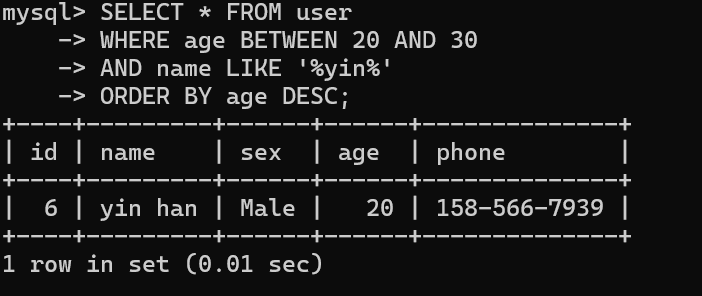 mysql> SELECT * FROM user
    -> WHERE age BETWEEN 20 AND 30
    -> AND name LIKE '%yin%'
    -> ORDER BY age DESC;
+----+---------+------+------+--------------+
| id | name    | sex  | age  | phone        |
+----+---------+------+------+--------------+
|  6 | yin han | Male |   20 | 158-566-7939 |
+----+---------+------+------+--------------+
1 row in set (0.01 sec)